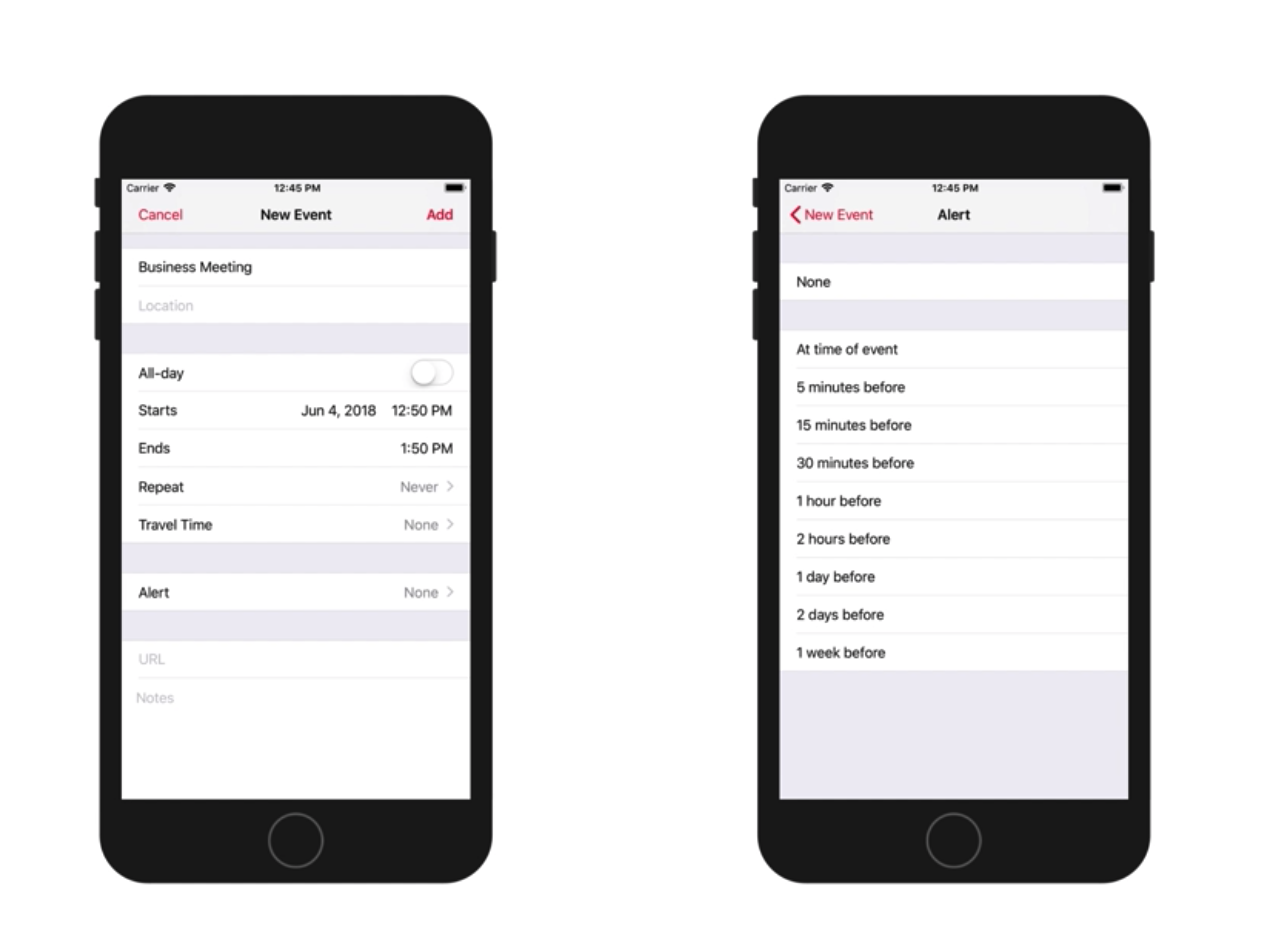 Carrier 12:45 PM
Cancel New Event Add
Business Meeting
Location
All-day
Starts Jun 4, 2018 12:50 PM
Ends 1:50 PM
Repeat Never
Travel Time None
Alert None
URL
Notes
Carrier 12:45 PM
New Event Alert
None
At time of event
5 minutes before
15 minutes before
30 minutes before
1 hour before
2 hours before
1 day before
2 days before
1 week before